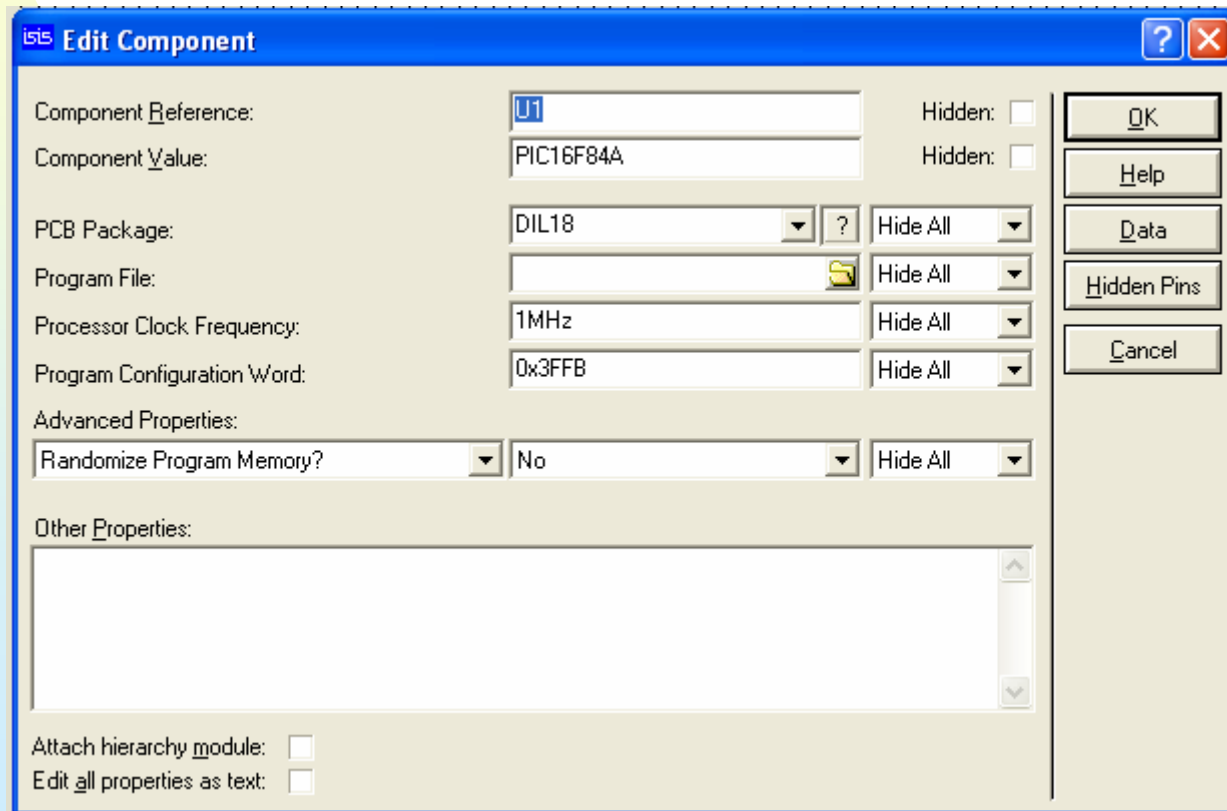 isis Edit Component
Component Reference: U1 Hidden: OK
Component Value: PIC16F84A Hidden:
Help
PCB Package: DIL18 ? Hide All Data
Program File: Hide All
Hidden Pins
Processor Clock Frequency: 1MHz Hide All
Program Configuration Word: 0x3FFB Hide All Cancel
Advanced Properties:
Randomize Program Memory? No Hide All
Other Properties:
Attach hierarchy module:
Edit all properties as text: